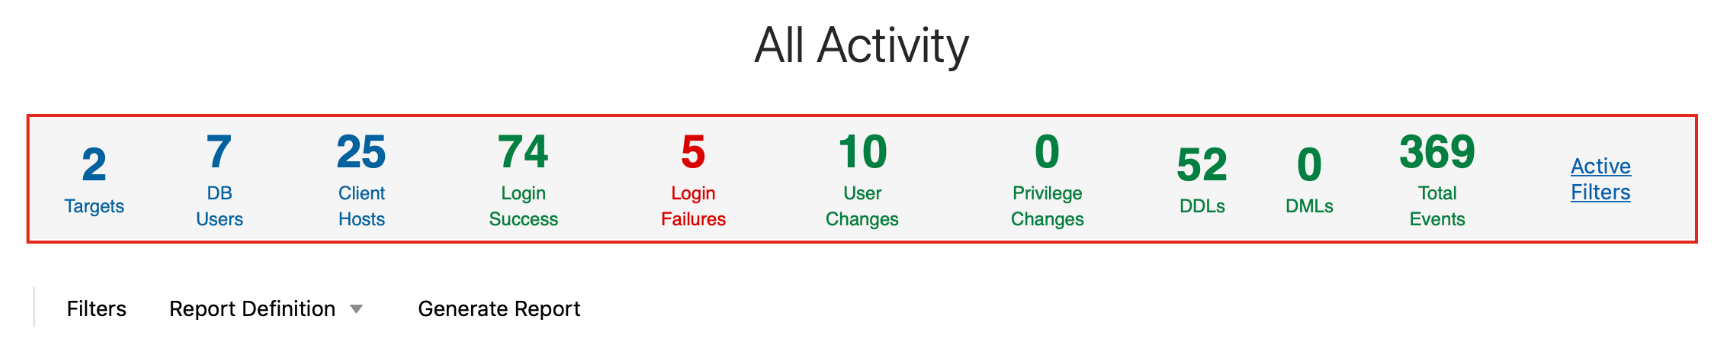 All Activity
2
Targets
7
DB
Users
25
Client
Hosts
74
Login
Success
5
Login
Failures
10
User
Changes
0
Privilege
Changes
52
DDLs
0
DMLs
369
Total
Events
Active
Filters
Filters
Report Definition
Generate Report